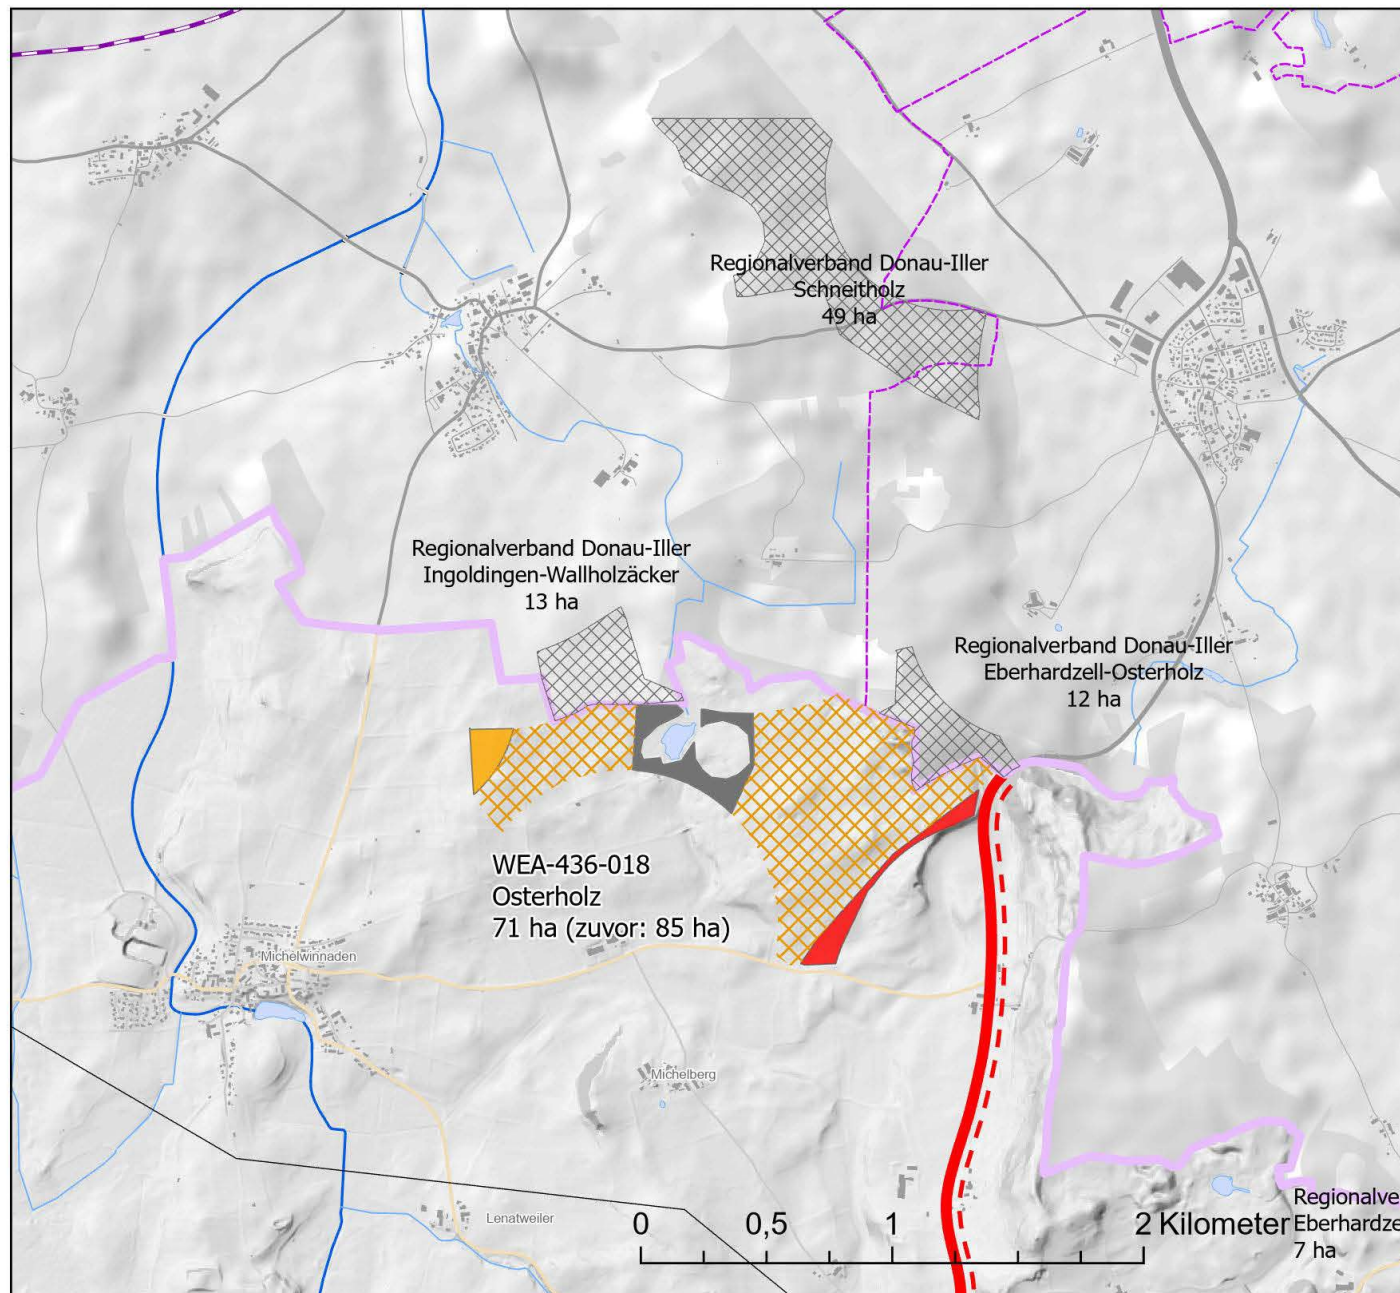 Regionalverband Donau-Iller
Schneitholz
49 ha
Regionalverband Donau-Iller
Ingoldingen-Wallholzäcker
13 ha
Regionalverband Donau-Iller
Eberhardzell-Osterholz
12 ha
WEA-436-018
Osterholz
71 ha (zuvor: 85 ha)
Michelwinnaden
Michelberg
Lenatweiler
0 0,5 1 2 Kilometer
Regionalve
Eberhardze
7 ha